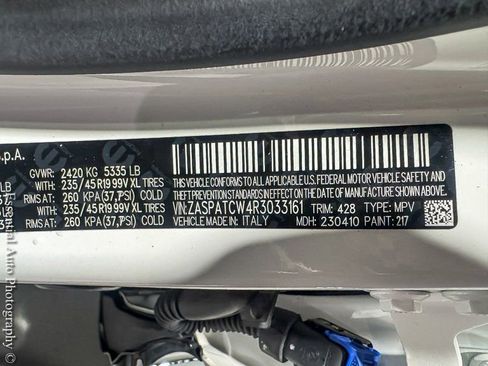 S.p.A.
GVWR: 2420 KG 5335 LB
LB WITH: 235/45R19 99V XL TIRES
RIMS AT: 260 KPA (37,PSI) COLD
LB WITH: 235/45R19 99V XL TIRES
RIMS AT: 260 KPA (37,PSI) COLD
THIS VEHICLE CONFORMS TO ALL APPLICABLE U.S. FEDERAL MOTOR VEHICLE SAFETY,
BUMPER, AND THEFT PREVENTION STANDARDS IN EFFECT ON THE DATE OF MANUFACTURE
VIN: ZASPATCW4R3033161 TRIM: 428 TYPE: MPV
VEHICLE MADE IN: ITALY MDH: 230410 PAINT: 217
© Auto Photography